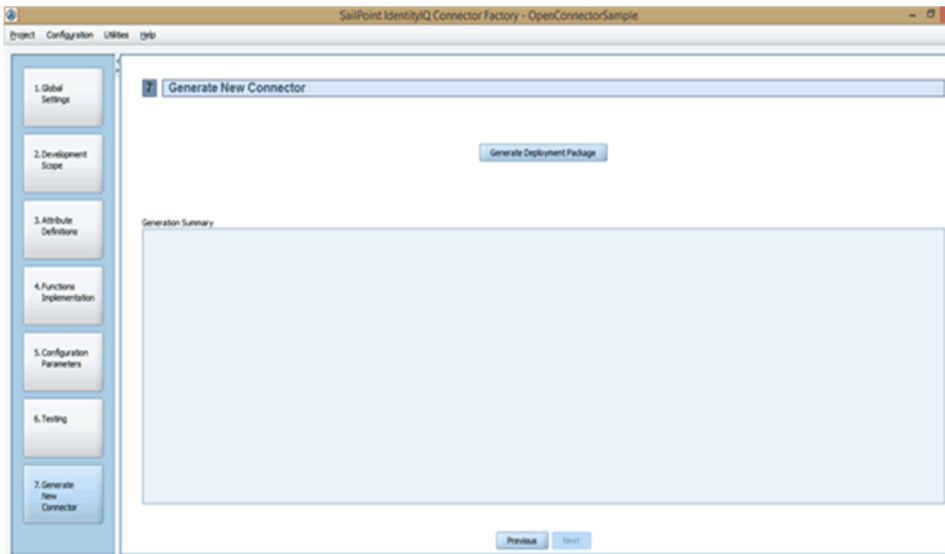 SailPoint IdentityIQ Connector Factory - OpenConnectorSample
Project Configuration Utilities Help
1. Global
Settings
2. Development
Scope
3. Attribute
Definitions
4. Functions
Implementation
5. Configuration
Parameters
6. Testing
7. Generate
New
Connector
7 Generate New Connector
Generate Deployment Package
Generation Summary
Previous Next